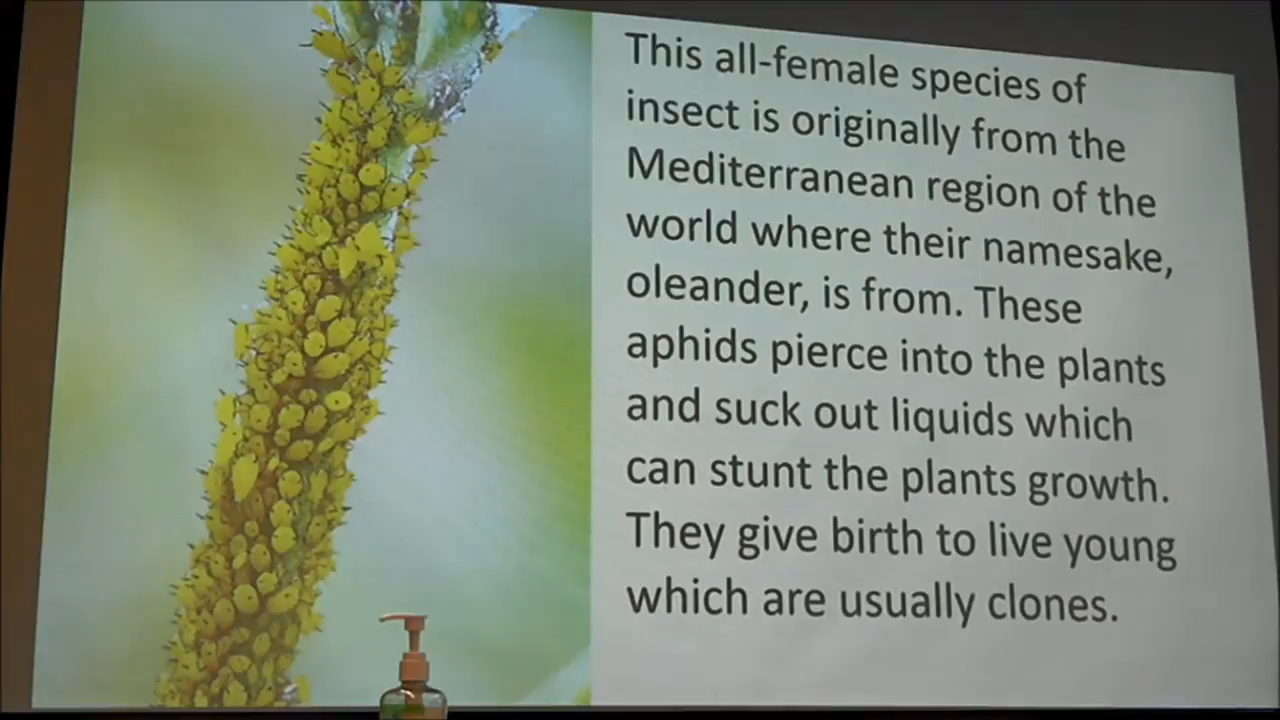 This all-female species of
insect is originally from the
Mediterranean region of the
world where their namesake,
oleander, is from. These
aphids pierce into the plants
and suck out liquids which
can stunt the plants growth.
They give birth to live young
which are usually clones.